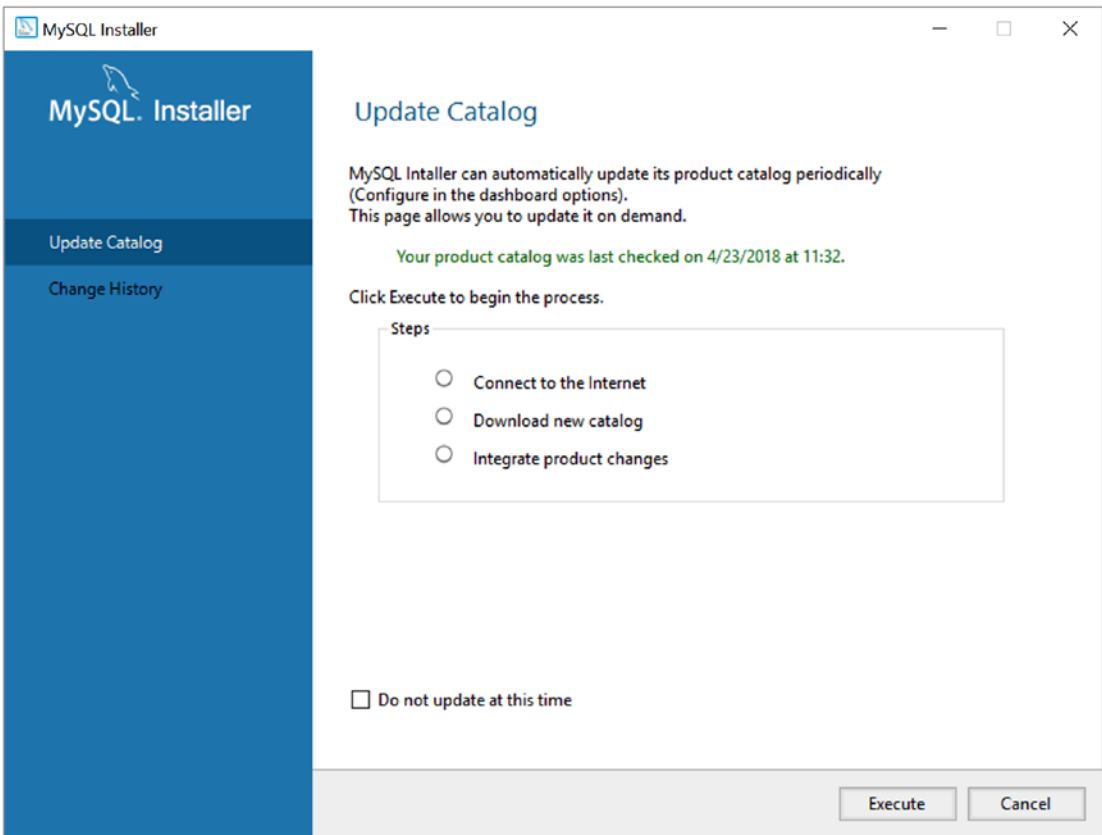 MySQL Installer
MySQL. Installer
Update Catalog
Change History
Update Catalog
MySQL Intaller can automatically update its product catalog periodically
(Configure in the dashboard options).
This page allows you to update it on demand.
Your product catalog was last checked on 4/23/2018 at 11:32.
Click Execute to begin the process.
Steps
Connect to the Internet
Download new catalog
Integrate product changes
Do not update at this time
Execute
Cancel